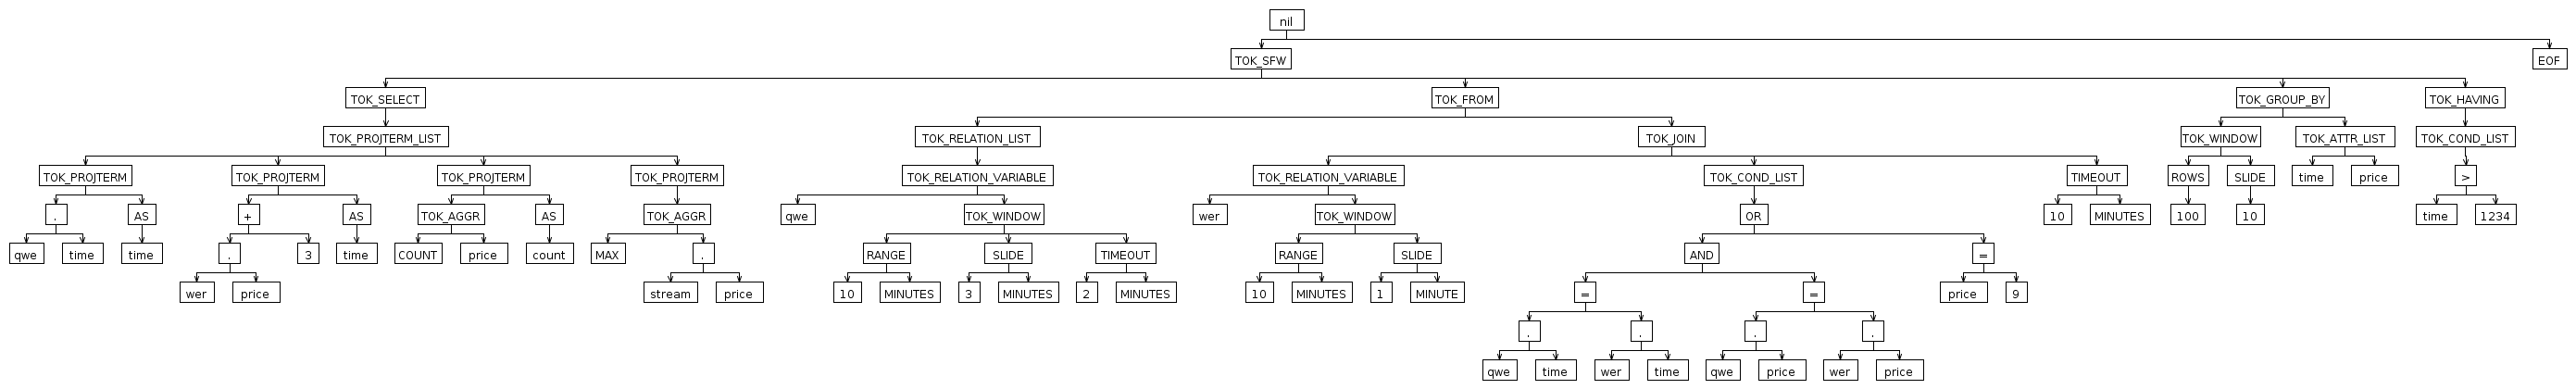 nil
TOK_SFW EOF
TOK_SELECT TOK_FROM TOK_GROUP_BY TOK_HAVING
TOK_PROJTERM_LIST TOK_RELATION_LIST TOK_JOIN TOK_WINDOW TOK_ATTR_LIST TOK_COND_LIST
TOK_PROJTERM TOK_PROJTERM TOK_PROJTERM TOK_PROJTERM TOK_RELATION_VARIABLE TOK_RELATION_VARIABLE TOK_COND_LIST TIMEOUT ROWS SLIDE time price >
. AS + AS TOK_AGGR AS TOK_AGGR qwe TOK_WINDOW wer TOK_WINDOW OR 10 MINUTES 100 10 time 1234
qwe time time . 3 time COUNT price count MAX . RANGE SLIDE TIMEOUT RANGE SLIDE AND =
wer price stream price 10 MINUTES 3 MINUTES 2 MINUTES 10 MINUTES 1 MINUTE = = price 9
. . . .
qwe time wer time qwe price wer price